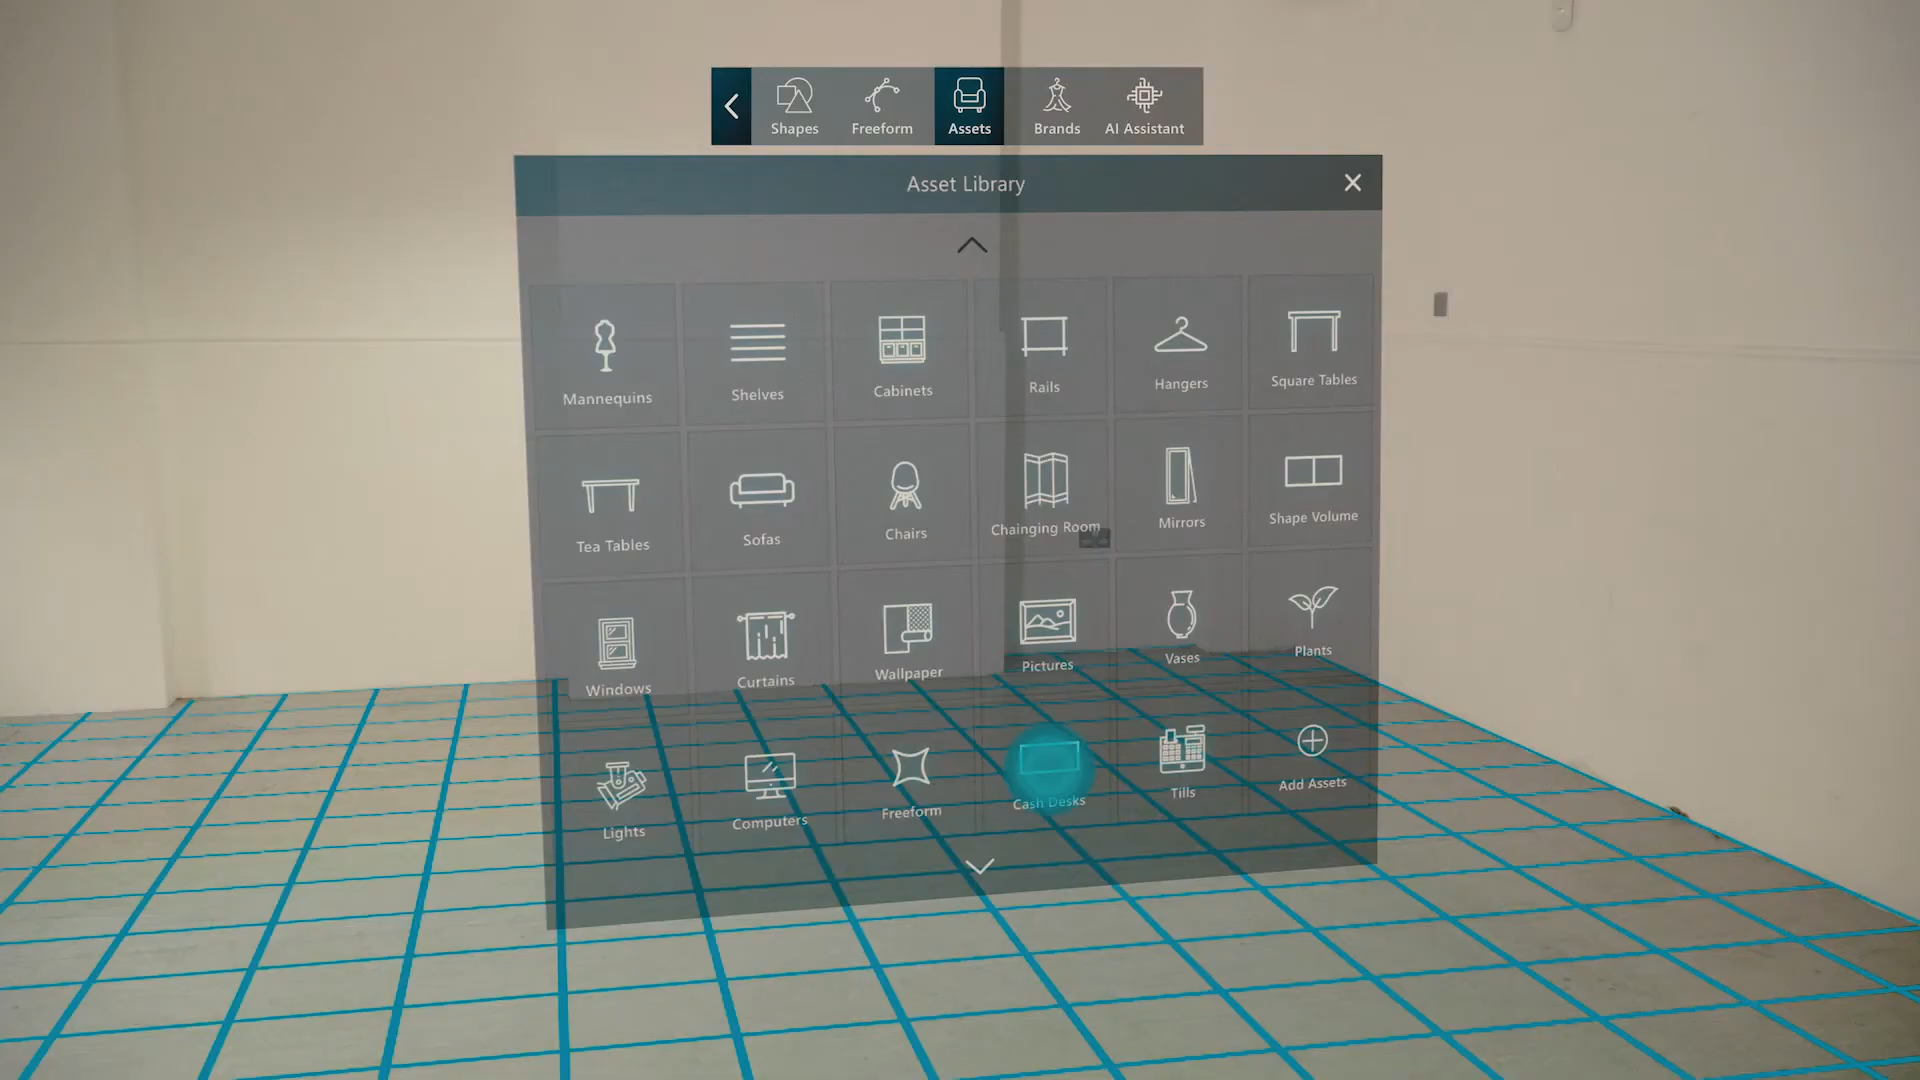 Shapes
Freeform
Assets
Brands
AI Assistant
Asset Library
Mannequins
Shelves
Cabinets
Rails
Hangers
Square Tables
Tea Tables
Sofas
Chairs
Chainging Room
Mirrors
Shape Volume
Windows
Curtains
Wallpaper
Pictures
Vases
Plants
Lights
Computers
Freeform
Cash Desks
Tills
Add Assets